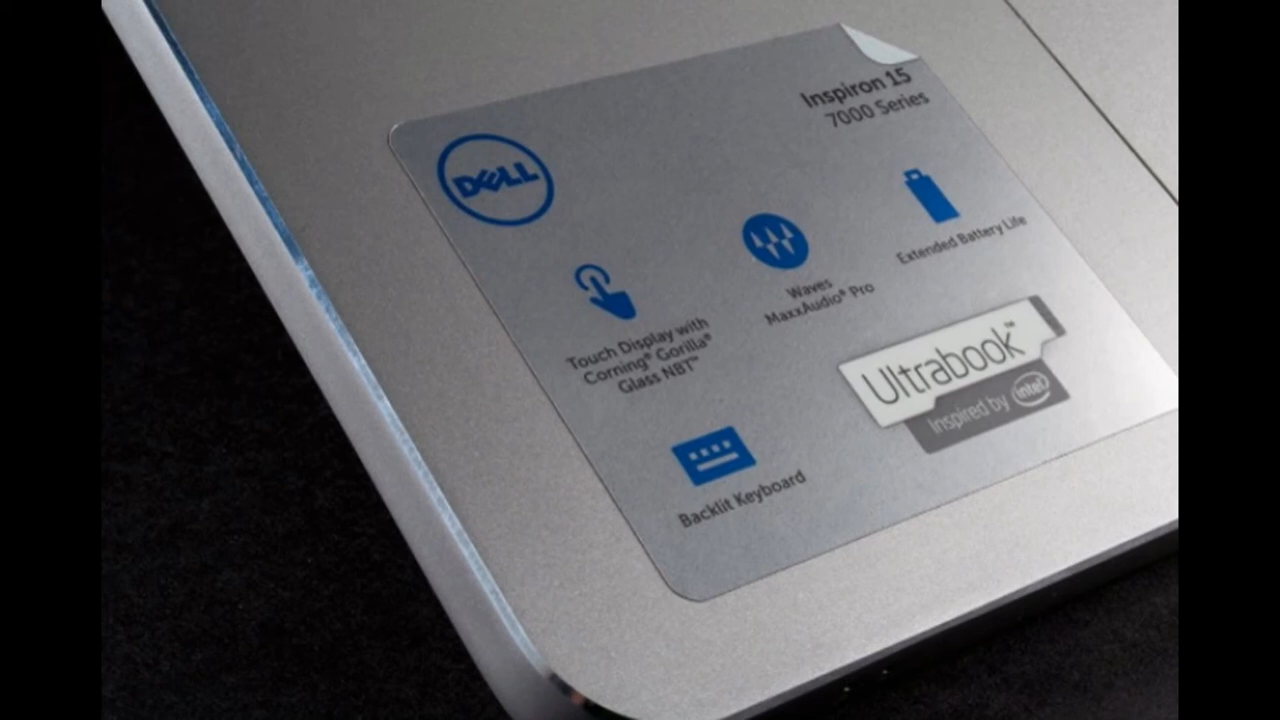 DELL
Inspiron 15
7000 Series
Touch Display with
Corning® Gorilla®
Glass NBT™
Waves
MaxxAudio® Pro
Extended Battery Life
Backlit Keyboard
Ultrabook™
Inspired by intel